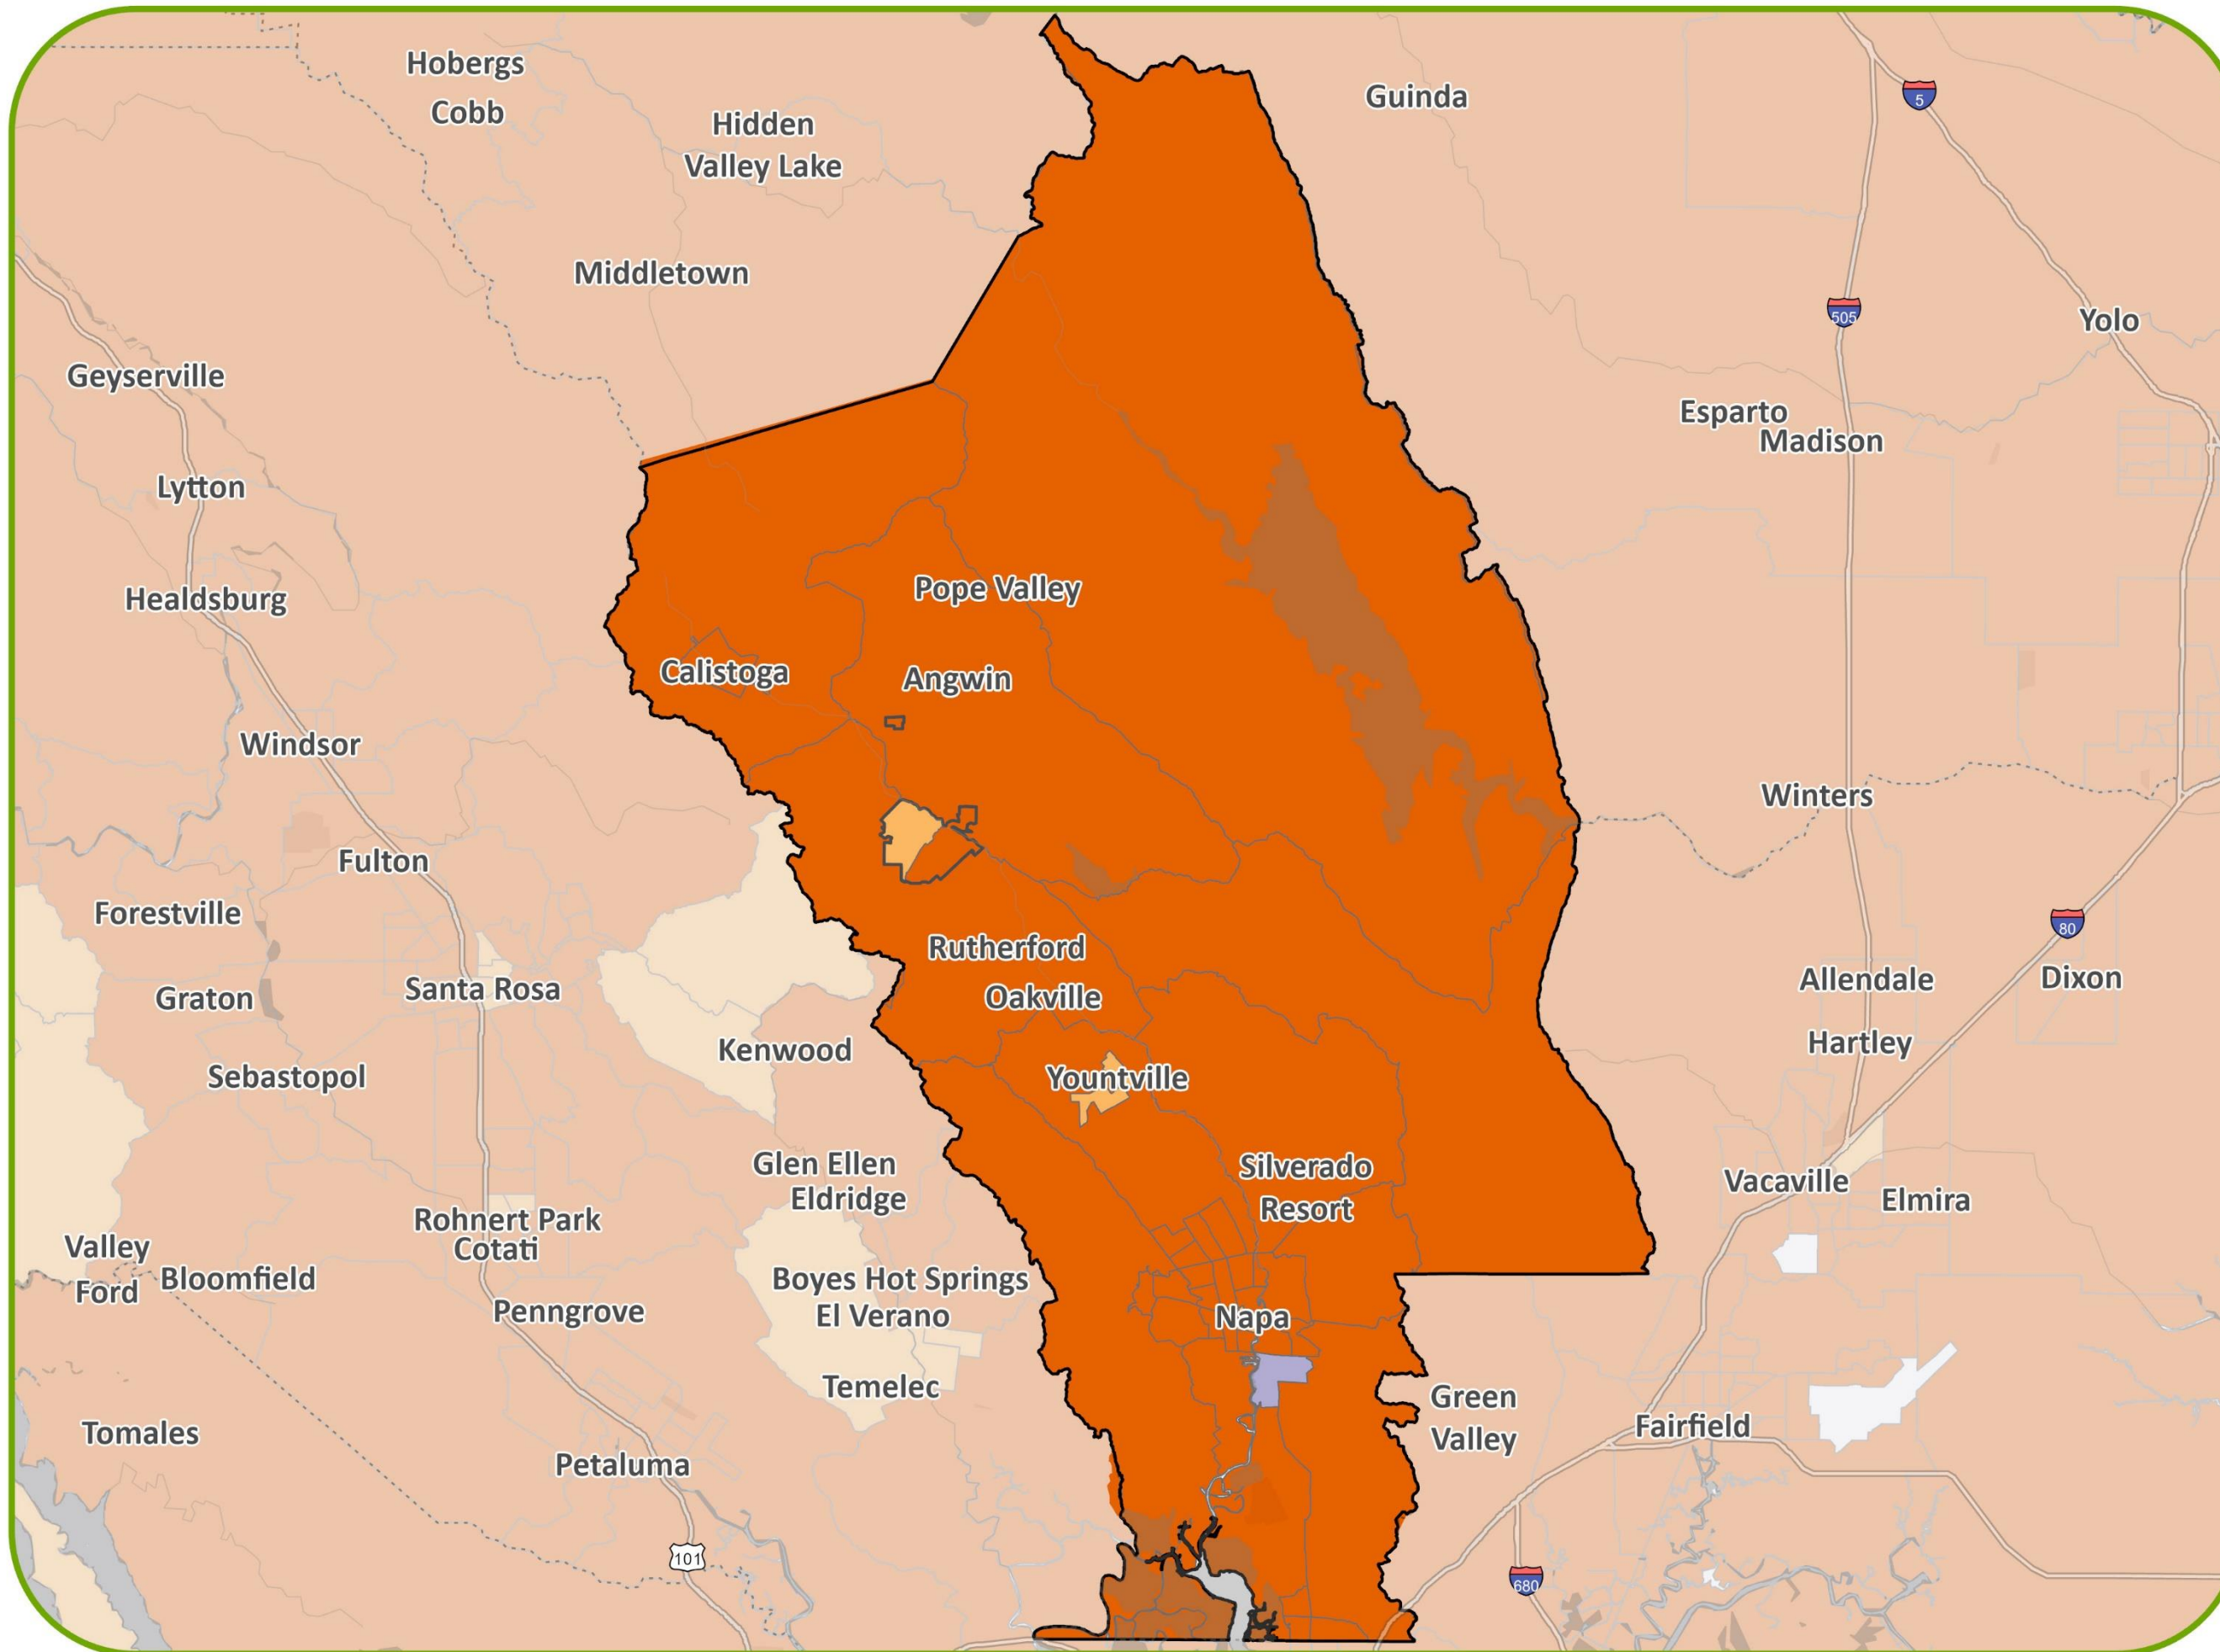 Hobergs
Cobb
Hidden
Valley Lake
Guinda
5
Middletown
505
Yolo
Geyserville
Esparto
Madison
Lytton
Healdsburg
Pope Valley
Calistoga
Angwin
Windsor
Winters
Fulton
Forestville
80
Rutherford
Graton
Santa Rosa
Oakville
Allendale
Dixon
Kenwood
Hartley
Sebastopol
Yountville
Glen Ellen
Eldridge
Silverado
Resort
Vacaville
Elmira
Rohnert Park
Cotati
Valley
Ford
Bloomfield
Boyes Hot Springs
El Verano
Penngrove
Napa
Temelec
Green
Valley
Fairfield
Tomales
Petaluma
101
680